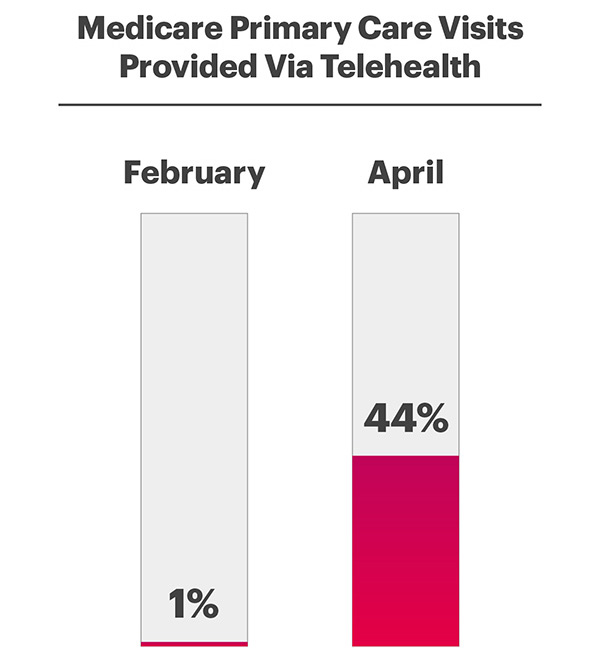 Medicare Primary Care Visits
Provided Via Telehealth
February
April
44%
1%